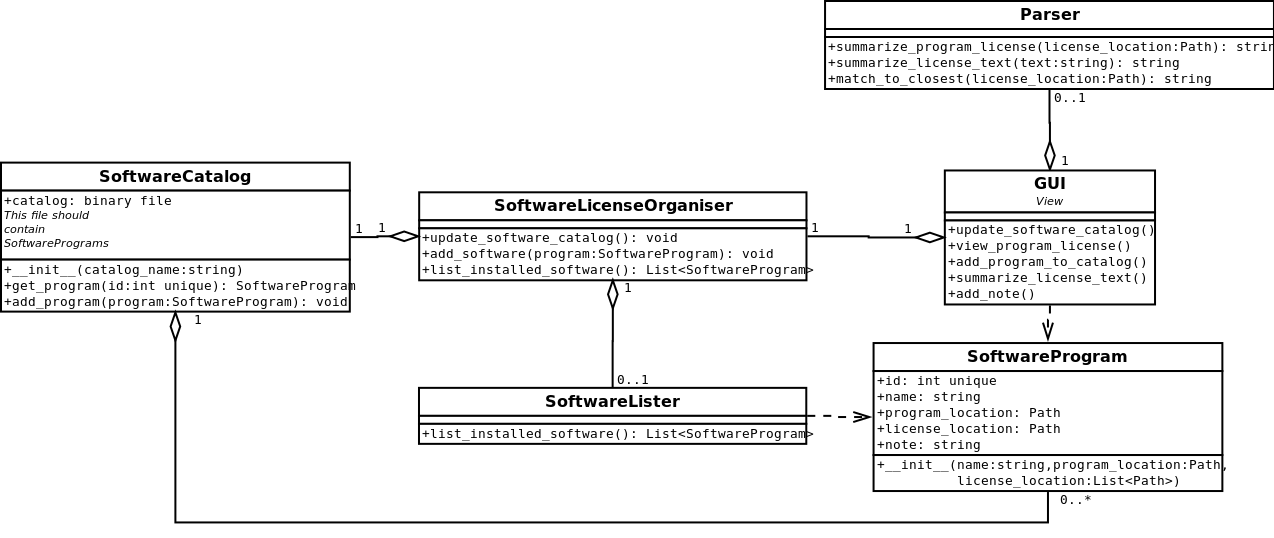 Parser
+summarize_program_license(license_location:Path): strin
+summarize_license_text(text:string): string
+match_to_closest(license_location:Path): string
0..1
1
SoftwareCatalog
+catalog: binary file
This file should
contain
SoftwarePrograms
+__init__(catalog_name:string)
+get_program(id:int unique): SoftwareProgram
+add_program(program:SoftwareProgram): void
1
1
1
SoftwareLicenseOrganiser
+update_software_catalog(): void
+add_software(program:SoftwareProgram): void
+list_installed_software(): List<SoftwareProgram>
1
1
1
GUI
View
+update_software_catalog()
+view_program_license()
+add_program_to_catalog()
+summarize_license_text()
+add_note()
0..1
SoftwareLister
+list_installed_software(): List<SoftwareProgram>
SoftwareProgram
+id: int unique
+name: string
+program_location: Path
+license_location: Path
+note: string
+__init__(name:string,program_location:Path,
license_location:List<Path>)
0..*